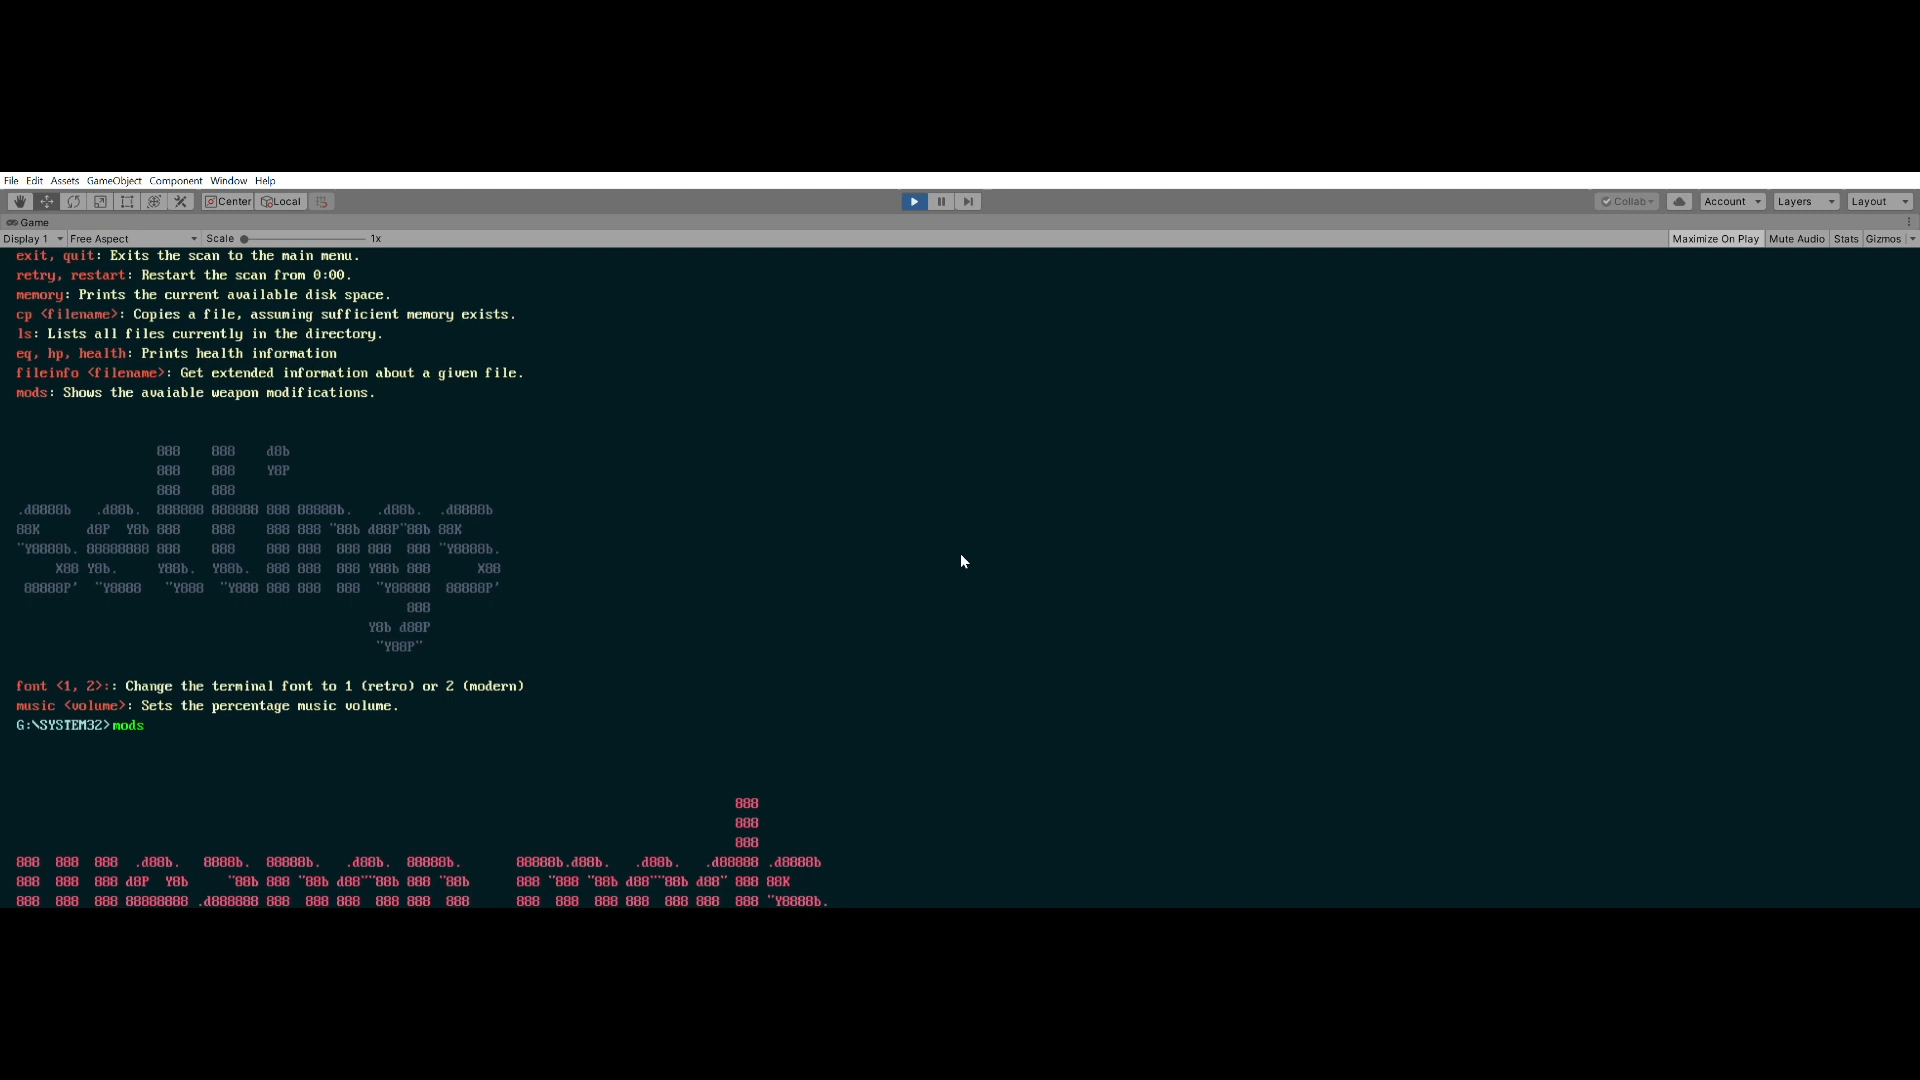 File Edit Assets GameObject Component Window Help
Center Local Collab Account Layers Layout
Game
Display 1 Free Aspect Scale 1x Maximize On Play Mute Audio Stats Gizmos
exit, quit: Exits the scan to the main menu.
retry, restart: Restart the scan from 0:00.
memory: Prints the current available disk space.
cp <filename>: Copies a file, assuming sufficient memory exists.
ls: Lists all files currently in the directory.
eq, hp, health: Prints health information
fileinfo <filename>: Get extended information about a given file.
mods: Shows the avaiable weapon modifications.
settings
font <1, 2>:: Change the terminal font to 1 (retro) or 2 (modern)
music <volume>: Sets the percentage music volume.
G:\SYSTEM32>mods
weapon mods